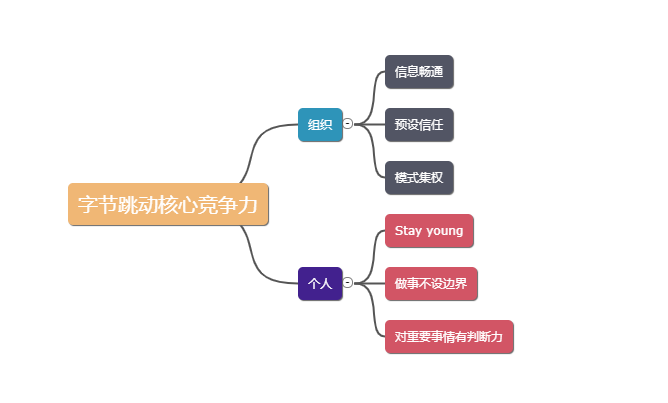 字节跳动核心竞争力
组织
信息畅通
预设信任
模式集权
个人
Stay young
做事不设边界
对重要事情有判断力